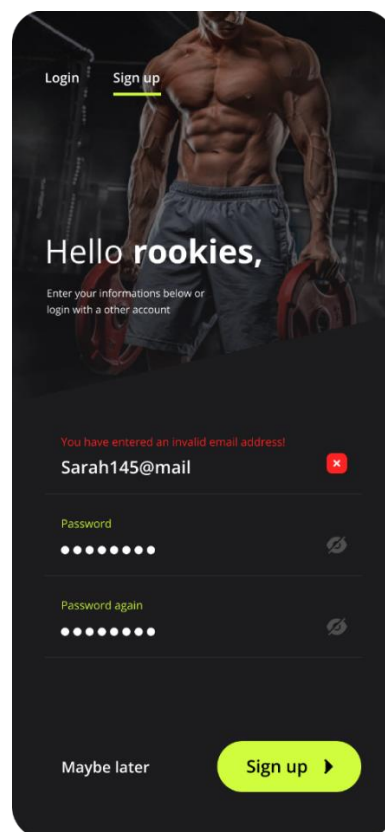 Login Sign up
Hello rookies,
Enter your informations below or
login with a other account
You have entered an invalid email address!
Sarah145@mail
Password
Password again
Maybe later Sign up